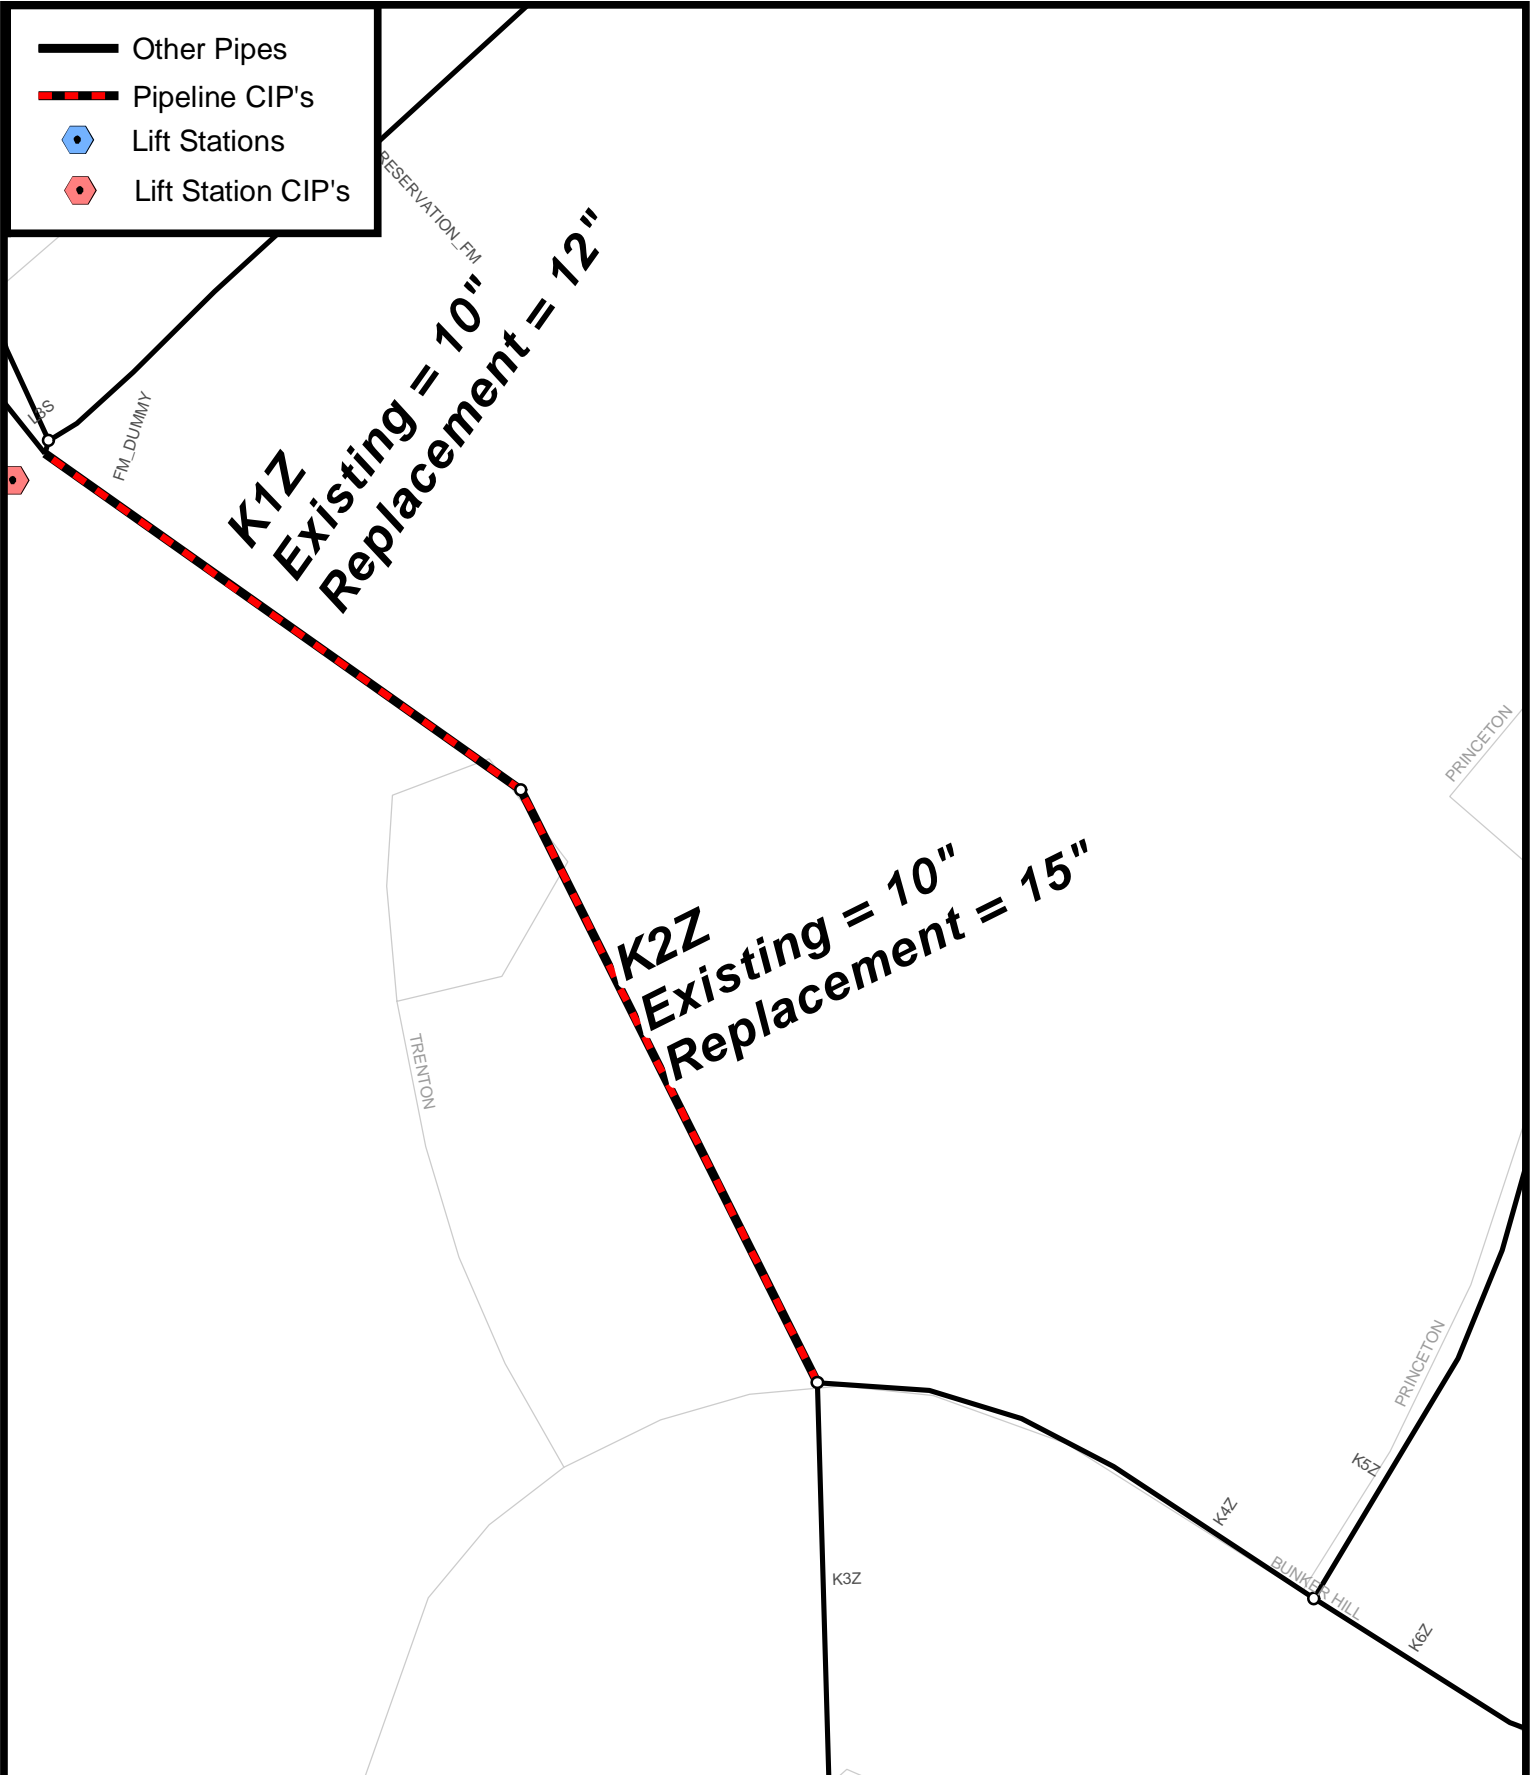 Other Pipes
Pipeline CIP's
Lift Stations
Lift Station CIP's
RESERVATION_FM
K1Z
Existing = 10"
Replacement = 12"
FM_DUMMY
PRINCETON
K2Z
Existing = 10"
Replacement = 15"
TRENTON
PRINCETON
K5Z
K4Z
BUNKER HILL
K3Z
K6Z